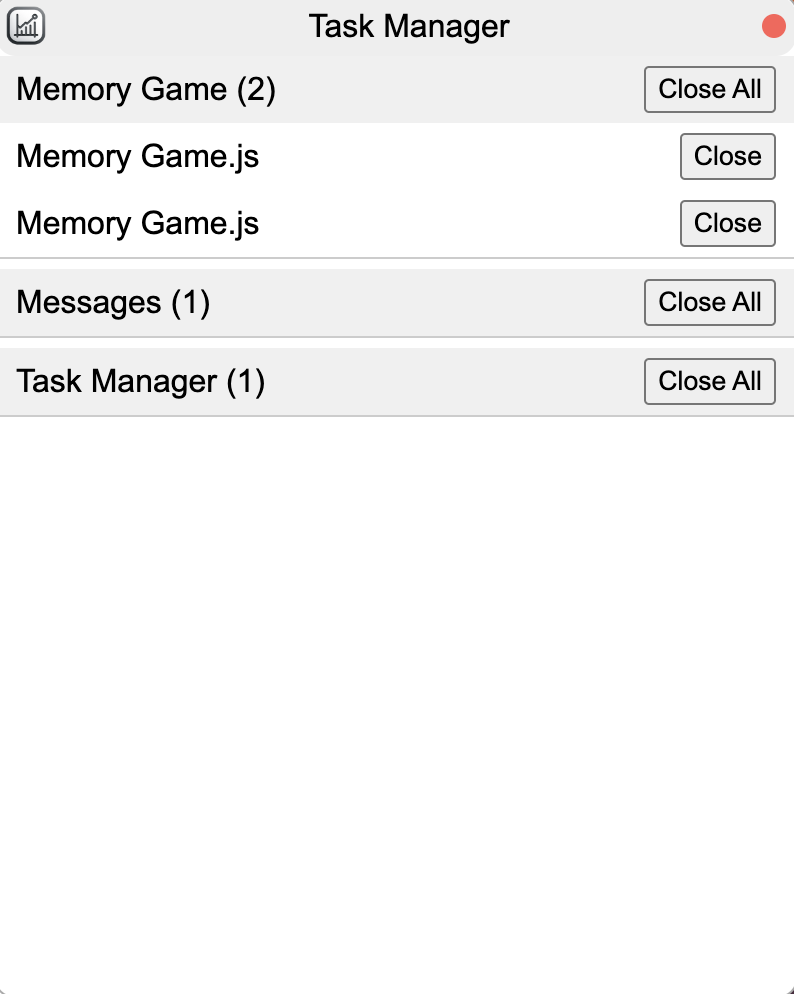 Task Manager
Memory Game (2) Close All
Memory Game.js Close
Memory Game.js Close
Messages (1) Close All
Task Manager (1) Close All